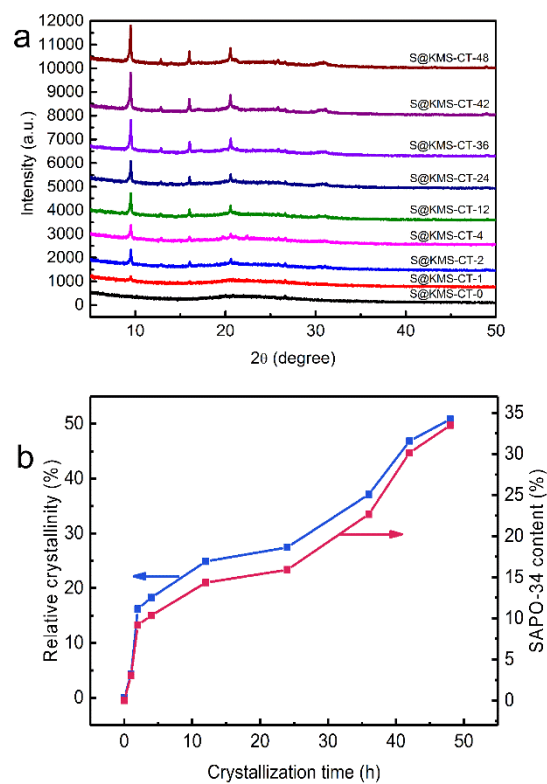 a
12000
11000
10000
9000
8000
7000
6000
5000
4000
3000
2000
1000
0
Intensity (a.u.)
S@KMS-CT-48
S@KMS-CT-42
S@KMS-CT-36
S@KMS-CT-24
S@KMS-CT-12
S@KMS-CT-4
S@KMS-CT-2
S@KMS-CT-1
S@KMS-CT-0
10 20 30 40 50
2θ (degree)
b
50
40
30
20
10
0
Relative crystallinity (%)
35
30
25
20
15
10
5
0
SAPO-34 content (%)
0 10 20 30 40 50
Crystallization time (h)